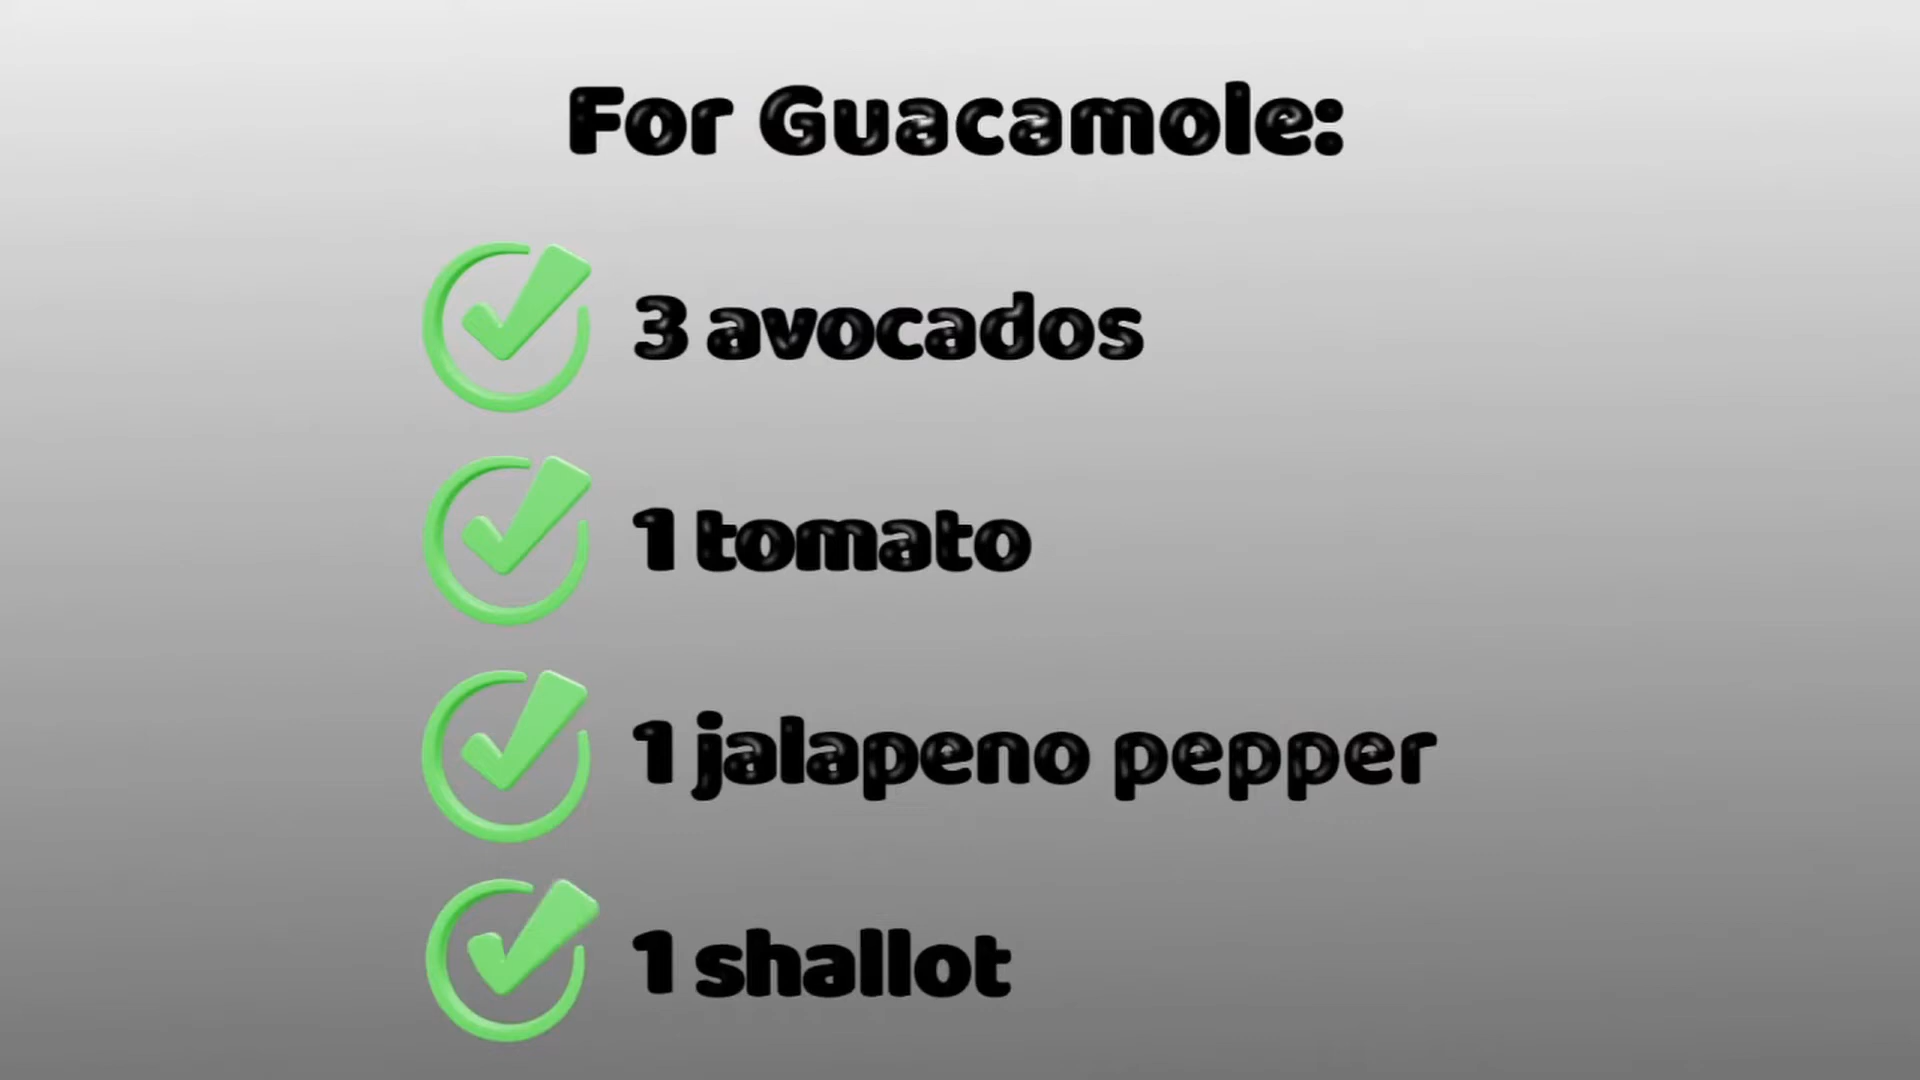 For Guacamole:
3 avocados
1 tomato
1 jalapeno pepper
1 shallot